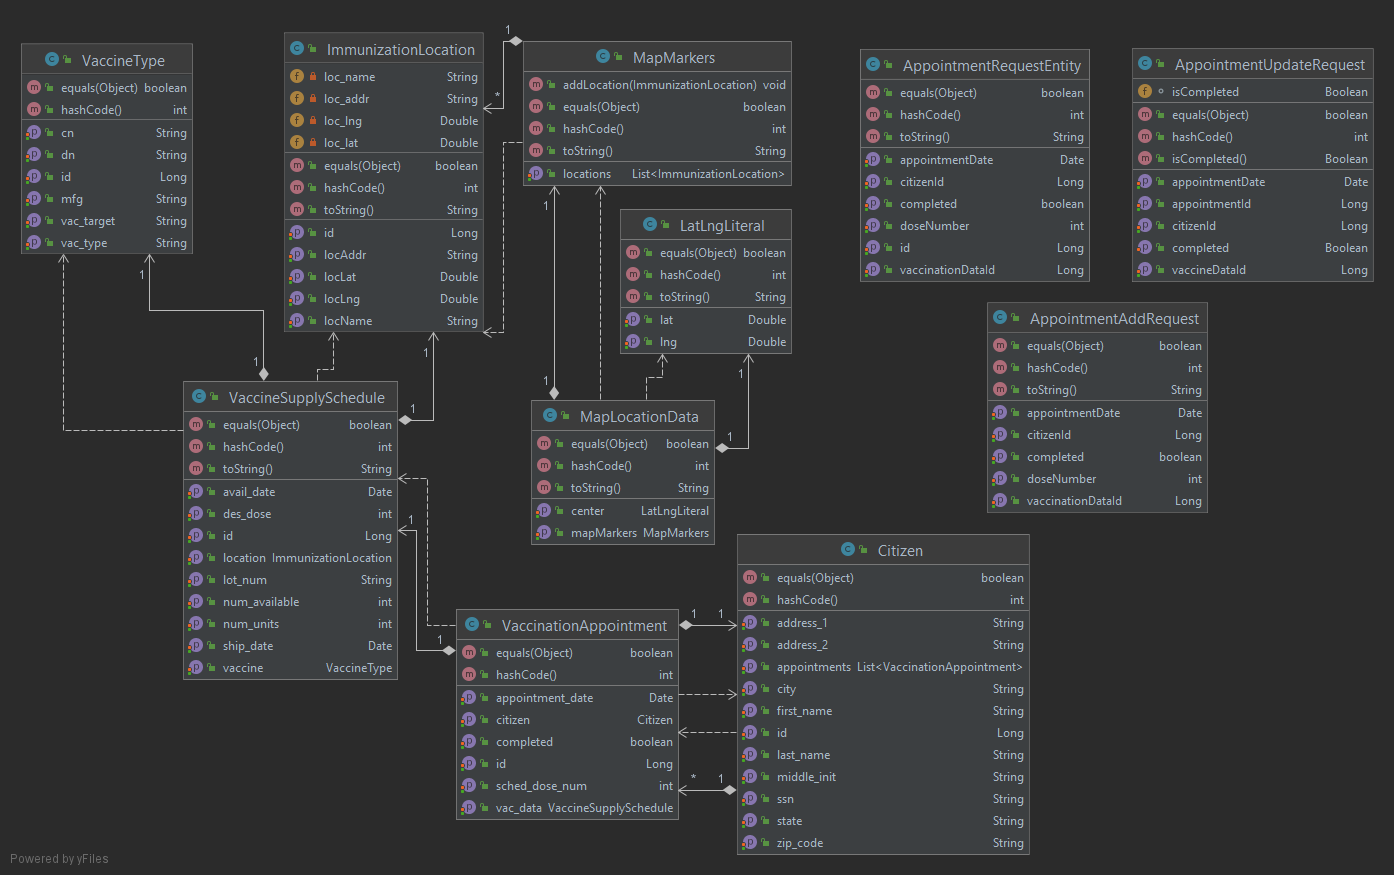 VaccineType
equals(Object) boolean
hashCode() int
cn String
dn String
id Long
mfg String
vac_target String
vac_type String
ImmunizationLocation
loc_name String
loc_addr String
loc_lng Double
loc_lat Double
equals(Object) boolean
hashCode() int
toString() String
id Long
locAddr String
locLat Double
locLng Double
locName String
1
*
MapMarkers
addLocation(ImmunizationLocation) void
equals(Object) boolean
hashCode() int
toString() String
locations List<ImmunizationLocation>
1
1
LatLngLiteral
equals(Object) boolean
hashCode() int
toString() String
lat Double
lng Double
1
1
AppointmentRequestEntity
equals(Object) boolean
hashCode() int
toString() String
appointmentDate Date
citizenId Long
completed boolean
doseNumber int
id Long
vaccinationDataId Long
AppointmentUpdateRequest
isCompleted Boolean
equals(Object) boolean
hashCode() int
isCompleted() Boolean
appointmentDate Date
appointmentId Long
citizenId Long
completed Boolean
vaccineDataId Long
AppointmentAddRequest
equals(Object) boolean
hashCode() int
toString() String
appointmentDate Date
citizenId Long
completed boolean
doseNumber int
vaccinationDataId Long
1
1
1
1
VaccineSupplySchedule
equals(Object) boolean
hashCode() int
toString() String
avail_date Date
des_dose int
id Long
location ImmunizationLocation
lot_num String
num_available int
num_units int
ship_date Date
vaccine VaccineType
MapLocationData
equals(Object) boolean
hashCode() int
toString() String
center LatLngLiteral
mapMarkers MapMarkers
1
1
VaccinationAppointment
equals(Object) boolean
hashCode() int
appointment_date Date
citizen Citizen
completed boolean
id Long
sched_dose_num int
vac_data VaccineSupplySchedule
1 1
* 1
Citizen
equals(Object) boolean
hashCode() int
address_1 String
address_2 String
appointments List<VaccinationAppointment>
city String
first_name String
id Long
last_name String
middle_init String
ssn String
state String
zip_code String
Powered by yFiles